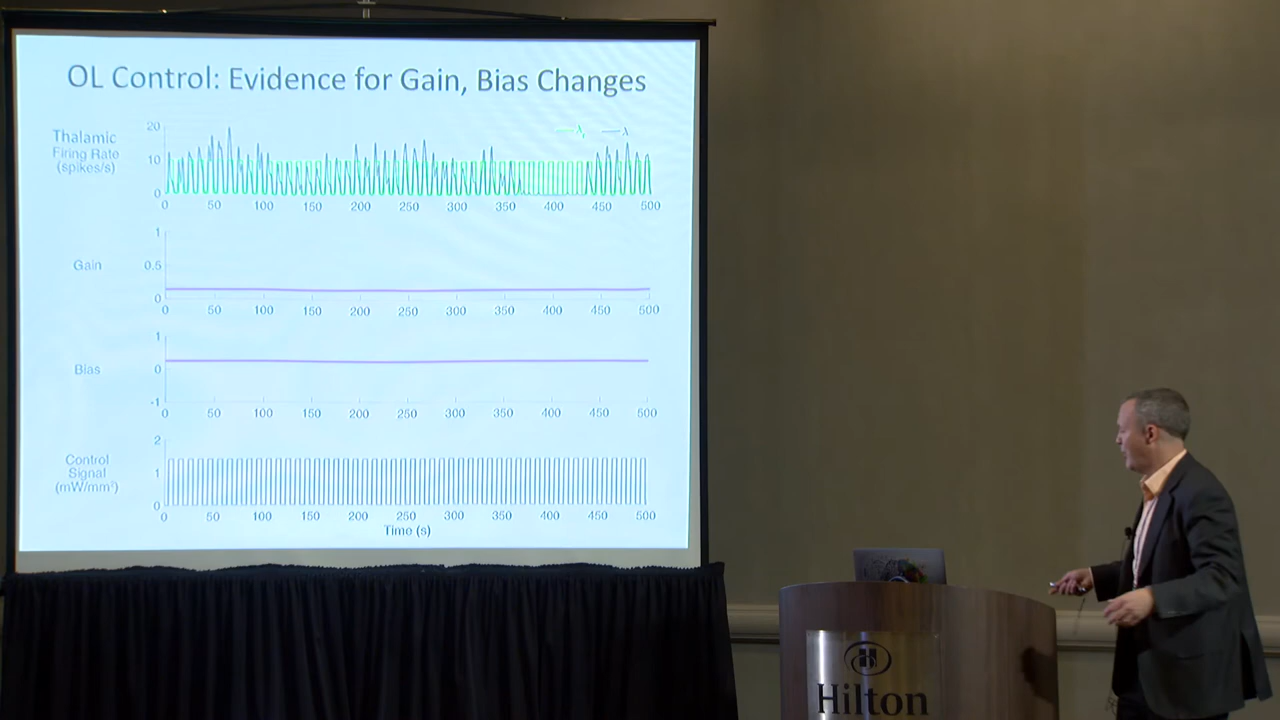 OL Control: Evidence for Gain, Bias Changes
Thalamic
Firing Rate
(spikes/s)
20
10
0
λ
0 50 100 150 200 250 300 350 400 450 500
Gain
1
0.5
0
0 50 100 150 200 250 300 350 400 450 500
Bias
1
0
-1
0 50 100 150 200 250 300 350 400 450 500
Control
Signal
(mW/mm²)
2
1
0
0 50 100 150 200 250 300 350 400 450 500
Time (s)
H
Hilton